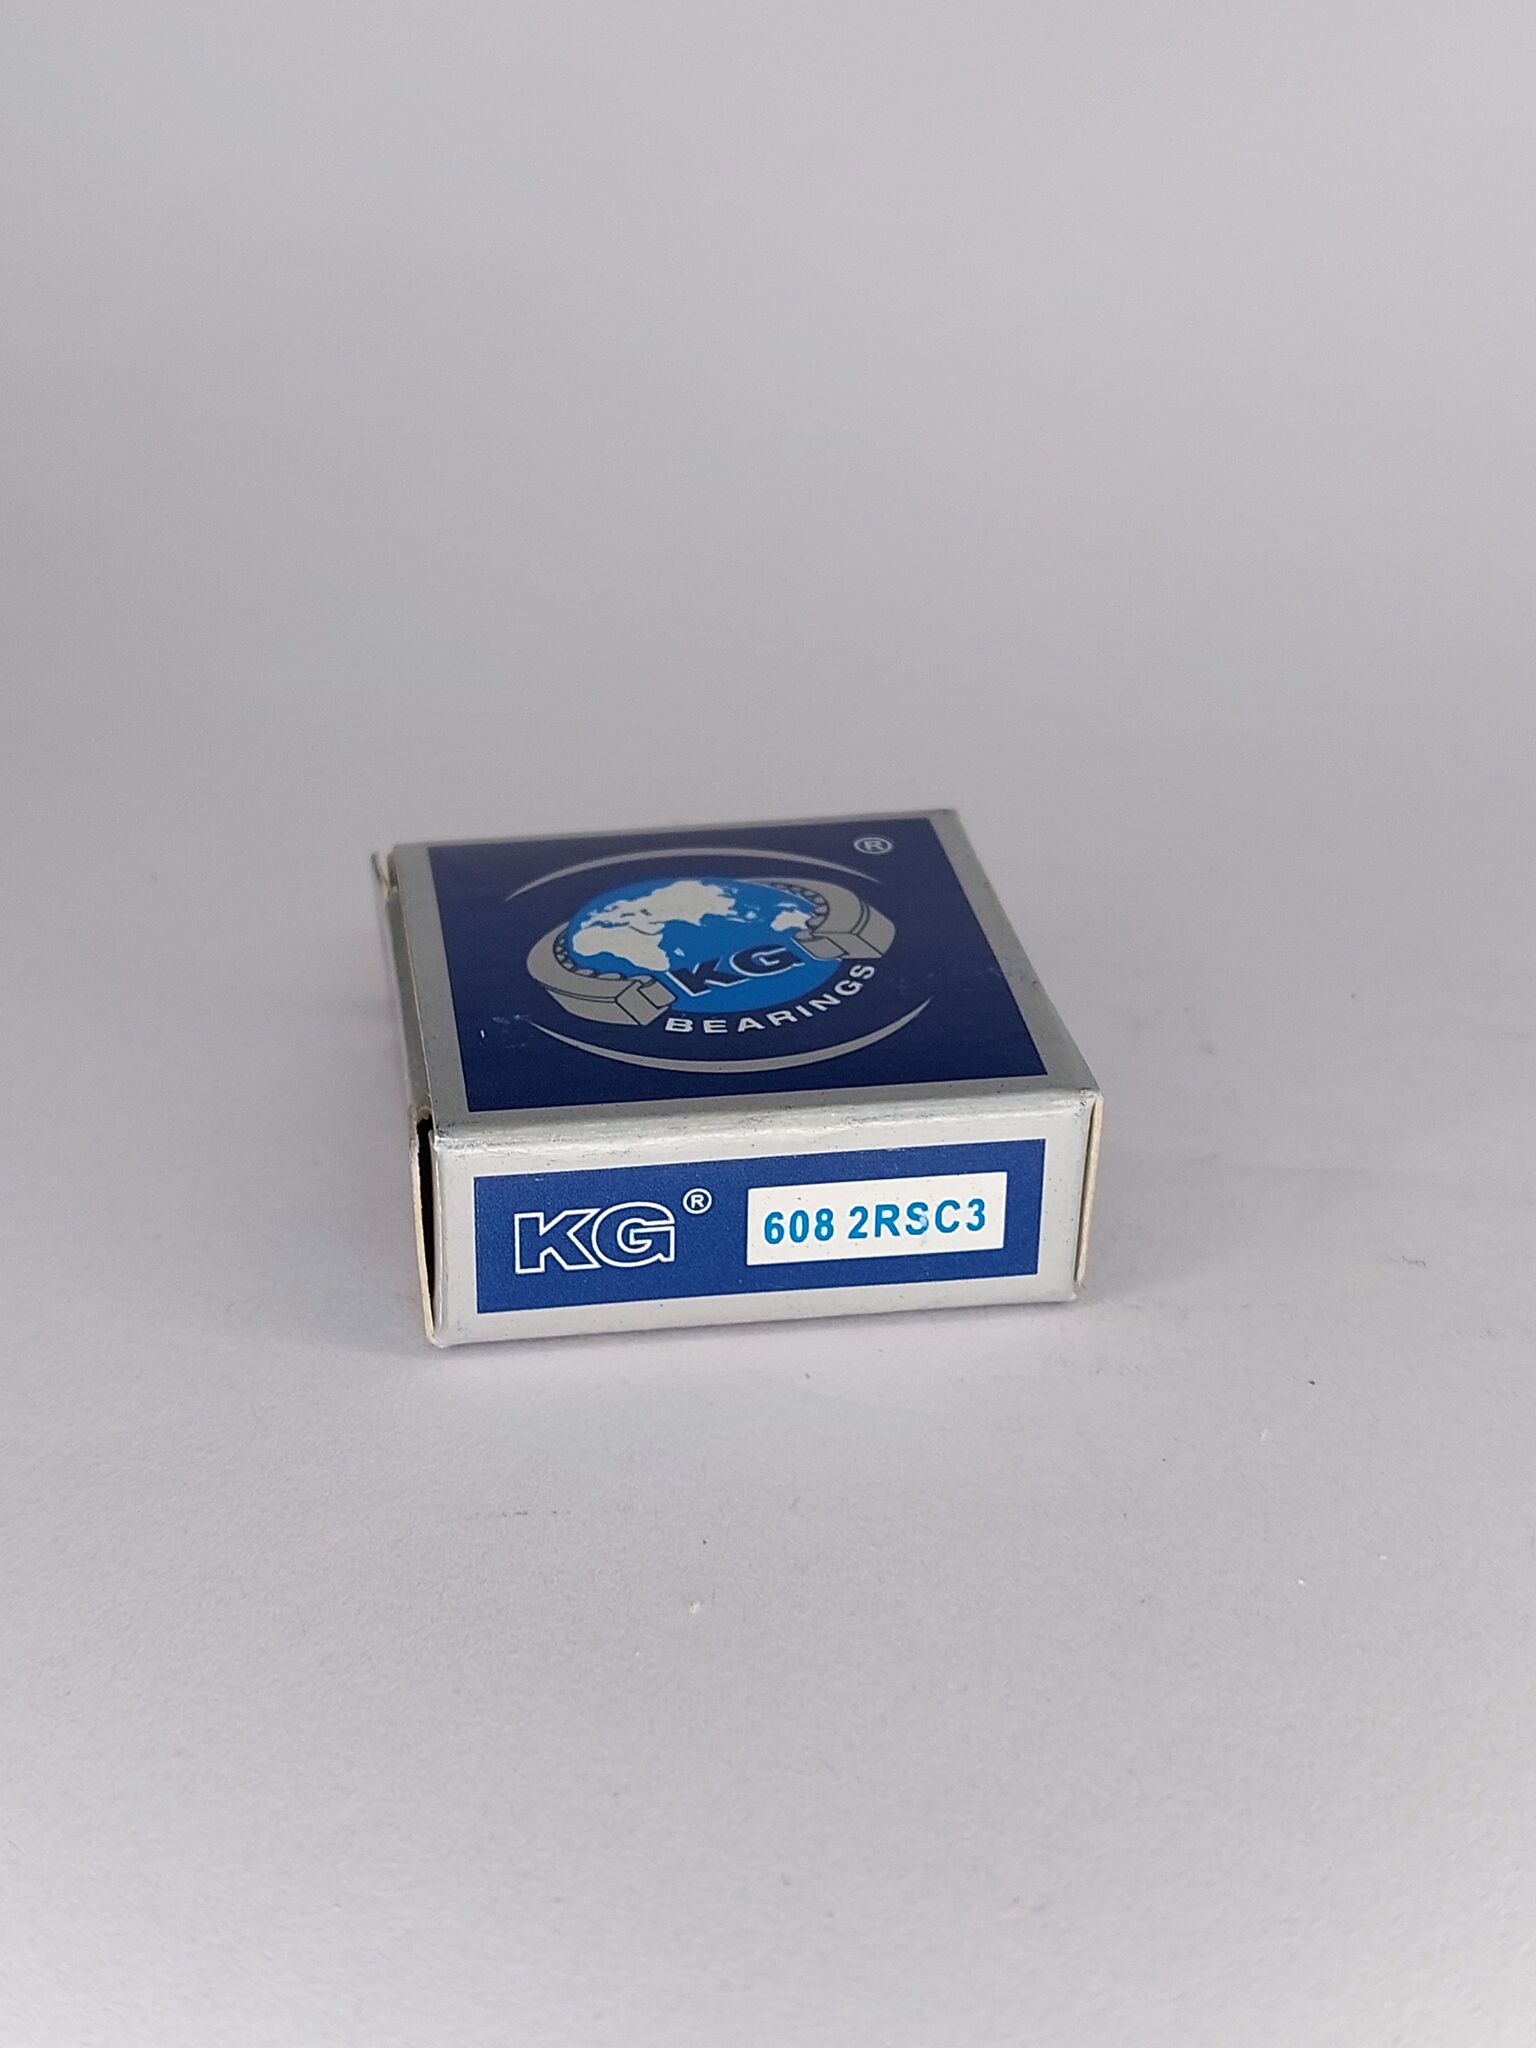 ®
KG
BEARINGS
KG® 608 2RSC3